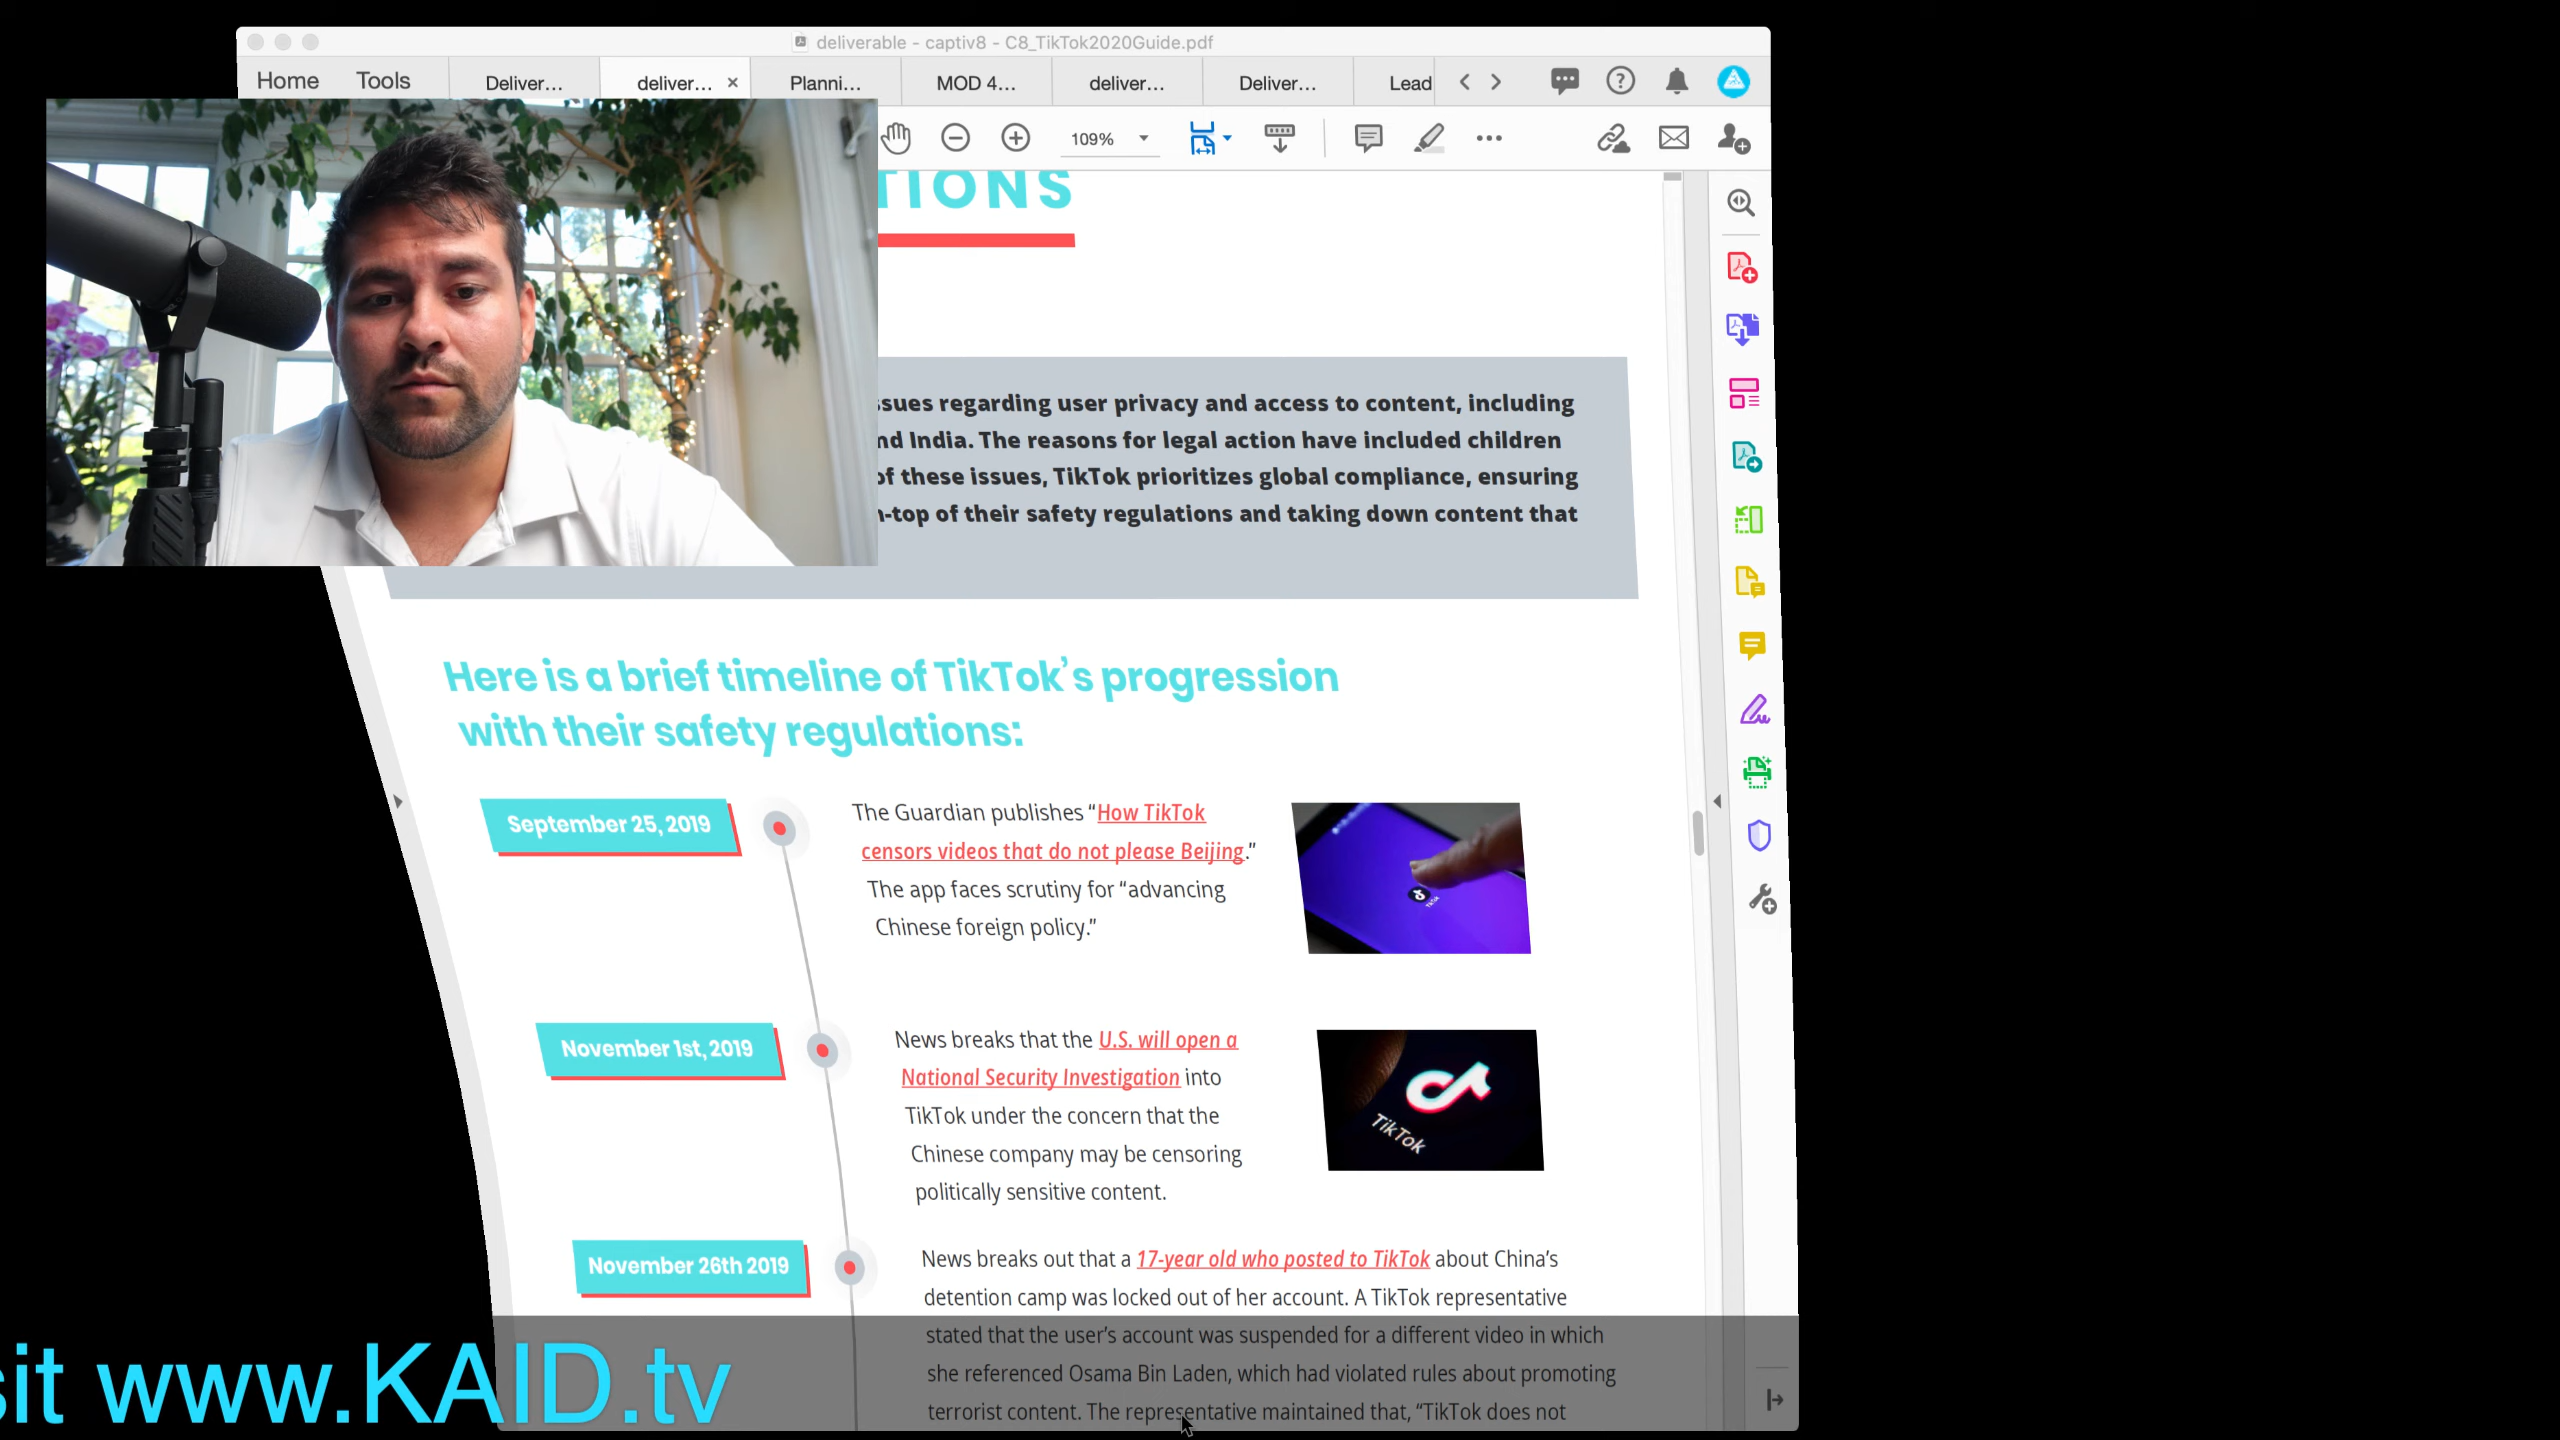 deliverable - captiv8 - C8_TikTok2020Guide.pdf
Home Tools Deliver... deliver... × Planni... MOD 4... deliver... Deliver... Lead
109%
TIONS
ssues regarding user privacy and access to content, including
nd India. The reasons for legal action have included children
of these issues, TikTok prioritizes global compliance, ensuring
n-top of their safety regulations and taking down content that
Here is a brief timeline of TikTok's progression
with their safety regulations:
September 25, 2019
The Guardian publishes “How TikTok
censors videos that do not please Beijing.”
The app faces scrutiny for “advancing
Chinese foreign policy.”
TikTok
November 1st, 2019
News breaks that the U.S. will open a
National Security Investigation into
TikTok under the concern that the
Chinese company may be censoring
politically sensitive content.
TikTok
November 26th 2019
News breaks out that a 17-year old who posted to TikTok about China’s
detention camp was locked out of her account. A TikTok representative
stated that the user’s account was suspended for a different video in which
she referenced Osama Bin Laden, which had violated rules about promoting
terrorist content. The representative maintained that, “TikTok does not
sit www.KAID.tv